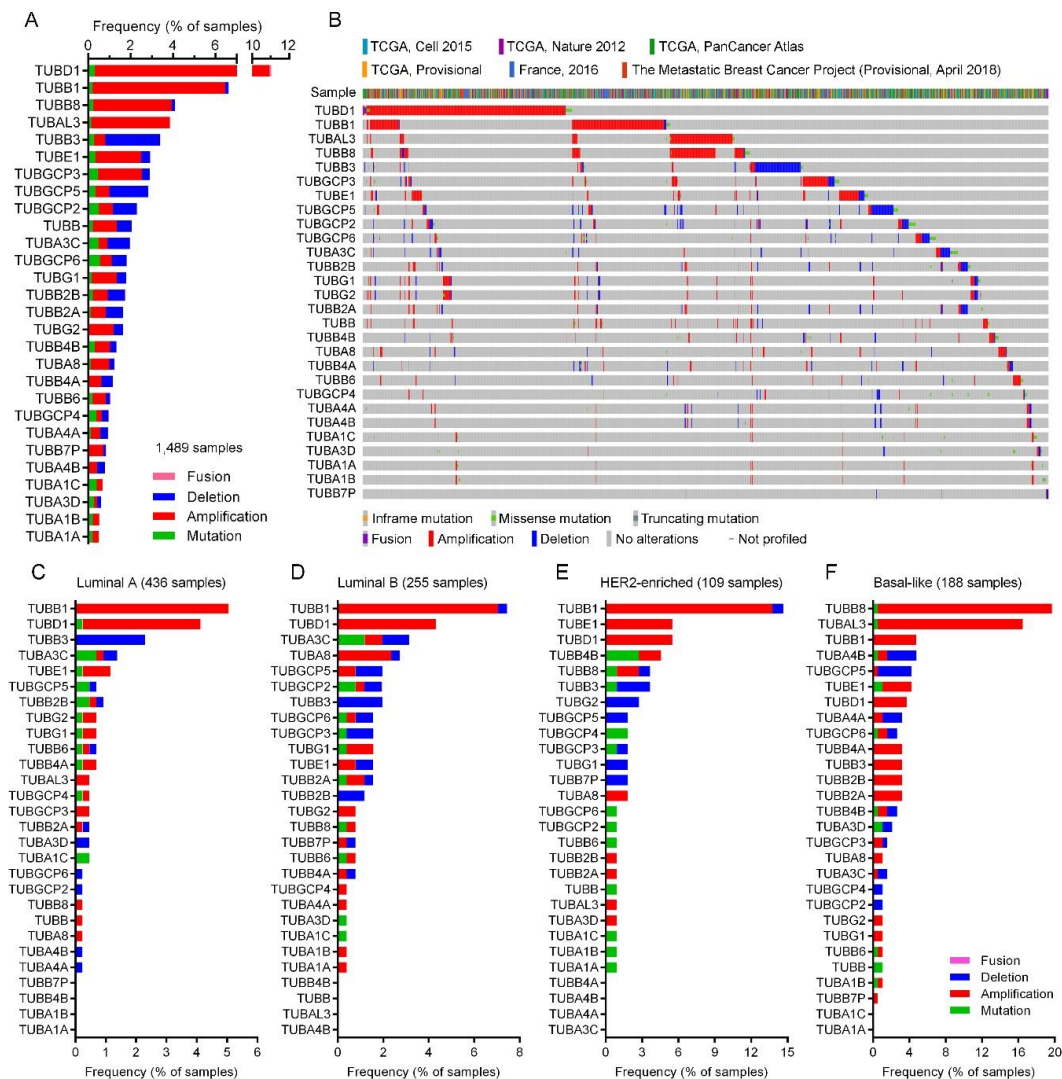 A
Frequency (% of samples)
0 2 4 6 10 12
TUBD1
TUBB1
TUBB8
TUBAL3
TUBB3
TUBE1
TUBGCP3
TUBGCP5
TUBGCP2
TUBB
TUBA3C
TUBGCP6
TUBG1
TUBB2B
TUBB2A
TUBG2
TUBB4B
TUBA8
TUBB4A
TUBB6
TUBGCP4
TUBA4A
TUBB7P
TUBA4B
TUBA1C
TUBA3D
TUBA1B
TUBA1A
1,489 samples
Fusion
Deletion
Amplification
Mutation
B
TCGA, Cell 2015 TCGA, Nature 2012 TCGA, PanCancer Atlas
TCGA, Provisional France, 2016 The Metastatic Breast Cancer Project (Provisional, April 2018)
Sample
TUBD1
TUBB1
TUBAL3
TUBB8
TUBB3
TUBGCP3
TUBE1
TUBGCP5
TUBGCP2
TUBGCP6
TUBA3C
TUBB2B
TUBG1
TUBG2
TUBB2A
TUBB
TUBB4B
TUBA8
TUBB4A
TUBB6
TUBGCP4
TUBA4A
TUBA4B
TUBA1C
TUBA3D
TUBA1A
TUBA1B
TUBB7P
Inframe mutation Missense mutation Truncating mutation
Fusion Amplification Deletion No alterations - Not profiled
C
Luminal A (436 samples)
TUBB1
TUBD1
TUBB3
TUBA3C
TUBE1
TUBGCP5
TUBB2B
TUBG2
TUBG1
TUBB6
TUBB4A
TUBAL3
TUBGCP4
TUBGCP3
TUBB2A
TUBA3D
TUBA1C
TUBGCP6
TUBGCP2
TUBB8
TUBB
TUBA8
TUBA4B
TUBA4A
TUBB7P
TUBB4B
TUBA1B
TUBA1A
0 1 2 3 4 5 6
Frequency (% of samples)
D
Luminal B (255 samples)
TUBB1
TUBD1
TUBA3C
TUBA8
TUBGCP5
TUBGCP2
TUBB3
TUBGCP6
TUBGCP3
TUBG1
TUBE1
TUBB2A
TUBB2B
TUBG2
TUBB8
TUBB7P
TUBB6
TUBB4A
TUBGCP4
TUBA4A
TUBA3D
TUBA1C
TUBA1B
TUBA1A
TUBB4B
TUBB
TUBAL3
TUBA4B
0 2 4 6 8
Frequency (% of samples)
E
HER2-enriched (109 samples)
TUBB1
TUBE1
TUBD1
TUBB4B
TUBB8
TUBB3
TUBG2
TUBGCP5
TUBGCP4
TUBGCP3
TUBG1
TUBB7P
TUBA8
TUBGCP6
TUBGCP2
TUBB6
TUBB2B
TUBB2A
TUBB
TUBAL3
TUBA3D
TUBA1C
TUBA1B
TUBA1A
TUBB4A
TUBA4B
TUBA4A
TUBA3C
0 3 6 9 12 15
Frequency (% of samples)
F
Basal-like (188 samples)
TUBB8
TUBAL3
TUBB1
TUBA4B
TUBGCP5
TUBE1
TUBD1
TUBA4A
TUBGCP6
TUBB4A
TUBB3
TUBB2B
TUBB2A
TUBB4B
TUBA3D
TUBGCP3
TUBA8
TUBA3C
TUBGCP4
TUBGCP2
TUBG2
TUBG1
TUBB6
TUBB
TUBA1B
TUBB7P
TUBA1C
TUBA1A
Fusion
Deletion
Amplification
Mutation
0 4 8 12 16 20
Frequency (% of samples)